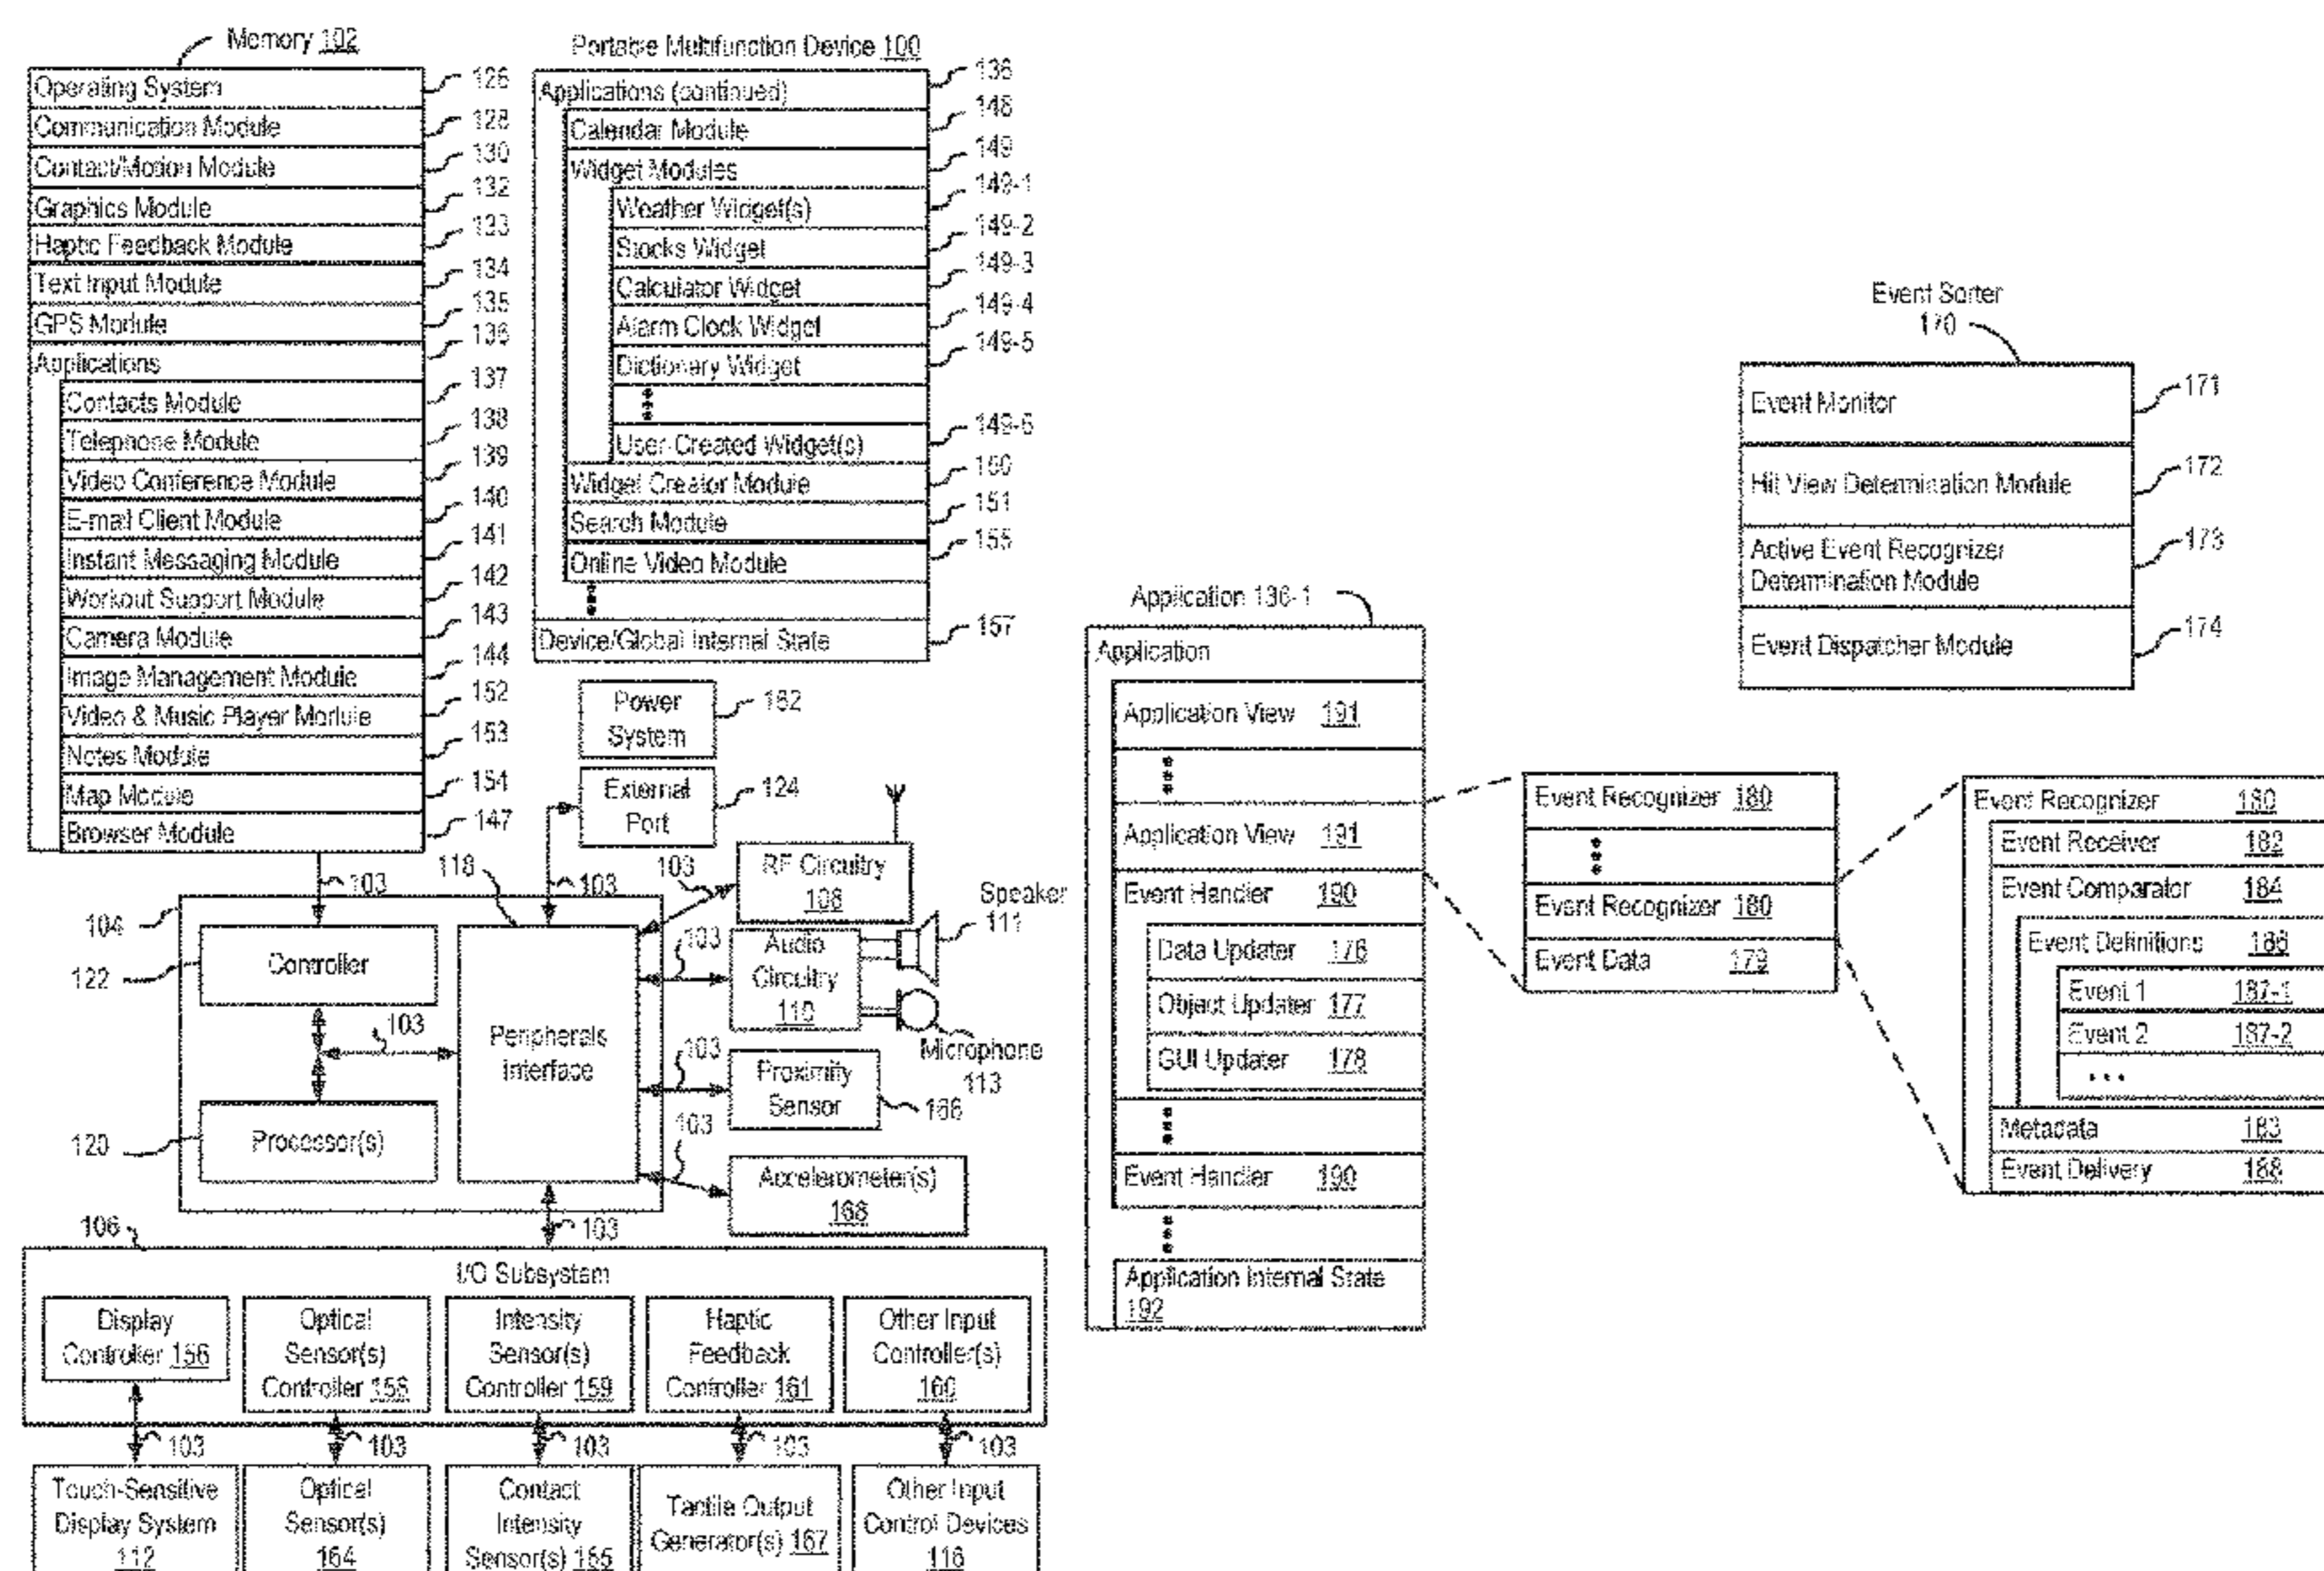 Memory 102
Operating System 126
Communication Module 128
Contact/Motion Module 130
Graphics Module 132
Haptic Feedback Module 133
Text Input Module 134
GPS Module 135
Applications 136
Contacts Module 137
Telephone Module 138
Video Conference Module 139
E-mail Client Module 140
Instant Messaging Module 141
Workout Support Module 142
Camera Module 143
Image Management Module 144
Video & Music Player Module 152
Notes Module 153
Map Module 154
Browser Module 147
Portable Multifunction Device 100
Applications (continued) 136
Calendar Module 148
Widget Modules 149
Weather Widget(s) 149-1
Stocks Widget 149-2
Calculator Widget 149-3
Alarm Clock Widget 149-4
Dictionary Widget 149-5
User-Created Widget(s) 149-6
Widget Creator Module
Search Module 151
Online Video Module 155
Device/Global Internal State 157
Power 162
System
External 124
Port
103
118
103
103
RF Circuitry
108
Speaker
111
104
122
Controller
103
Audio
Circuitry
110
Peripherals
Interface
103
Microphone
113
103
Proximity
Sensor
166
120
Processor(s)
103
Accelerometer(s)
168
103
106
I/O Subsystem
Display
Controller 156
Optical
Sensor(s)
Controller 158
Intensity
Sensor(s)
Controller 159
Haptic
Feedback
Controller 161
Other Input
Controller(s)
160
103
103
103
103
103
Touch-Sensitive
Display System
112
Optical
Sensor(s)
164
Contact
Intensity
Sensor(s) 165
Tactile Output
Generator(s) 167
Other Input
Control Devices
116
Application 136-1
Application
Application View 191
Application View 191
Event Handler 190
Data Updater 176
Object Updater 177
GUI Updater 178
Event Handler 190
Application Internal State
192
Event Sorter
170
Event Monitor 171
Hit View Determination Module 172
Active Event Recognizer 173
Determination Module
Event Dispatcher Module 174
Event Recognizer 180
Event Recognizer 180
Event Data 179
Event Recognizer 180
Event Receiver 182
Event Comparator 184
Event Definitions 186
Event 1 187-1
Event 2 187-2
Metadata 183
Event Delivery 188